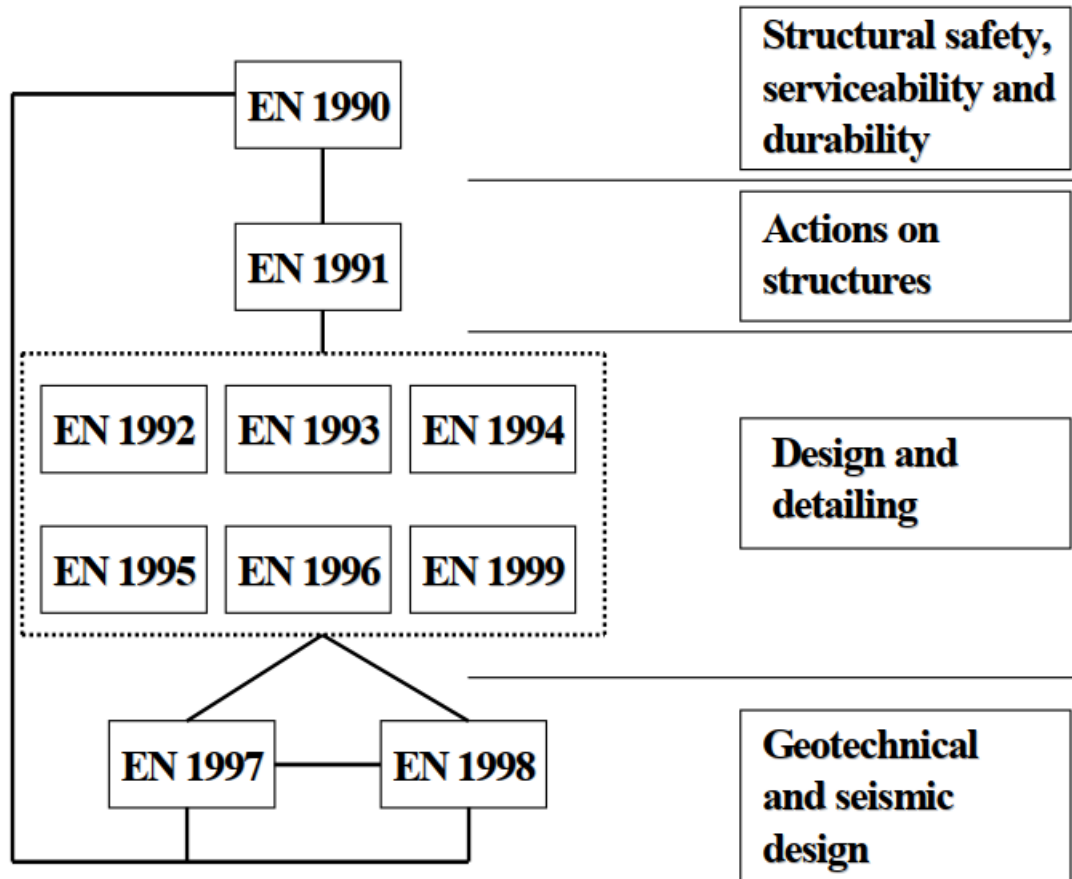 EN 1990
Structural safety,
serviceability and
durability
EN 1991
Actions on
structures
EN 1992
EN 1993
EN 1994
EN 1995
EN 1996
EN 1999
Design and
detailing
EN 1997
EN 1998
Geotechnical
and seismic
design